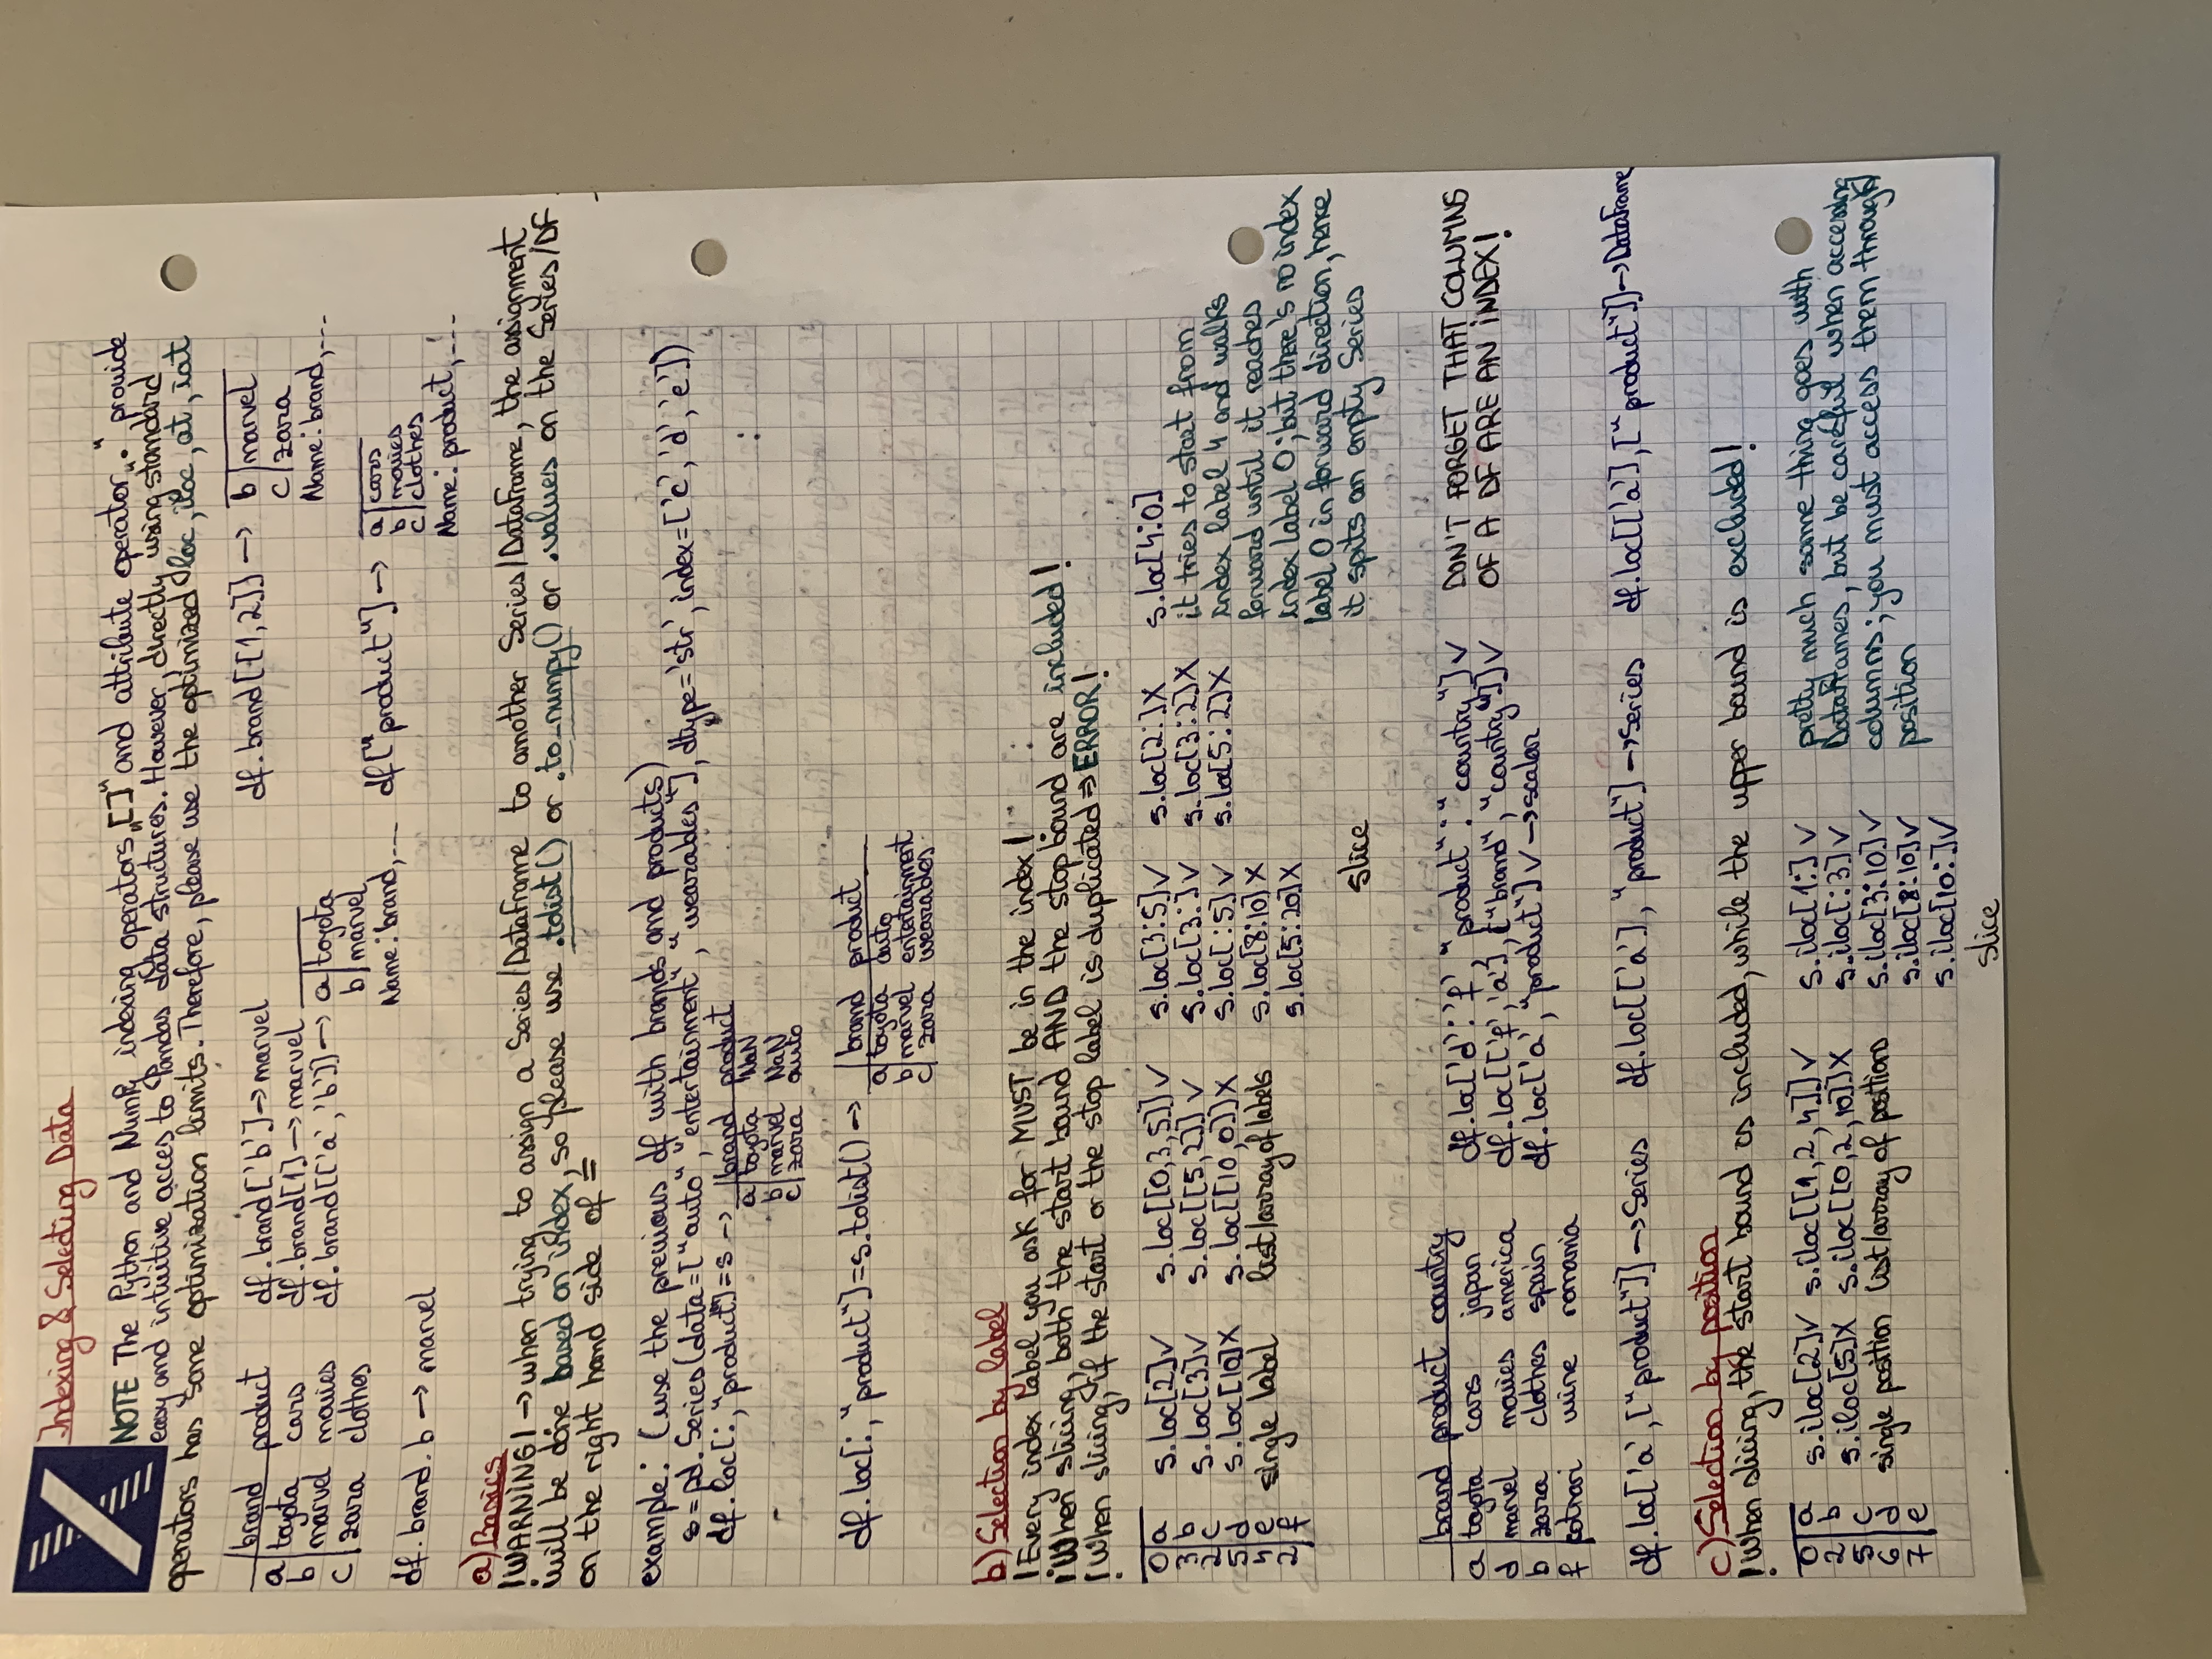 Indexing & Selecting Data
NOTE The Python and NumPy indexing operators „[]" and attribute operator „." provide
easy and intuitive acces to Pandas data structures. However, directly using standard
operators has some optimization limits. Therefore, please use the optimized loc, iloc, at, iat
brand product
a toyota cars
b marvel movies
c zara clothes
df.brand['b'] → marvel
df.brand[1] → marvel
df.brand[['a', 'b']] → a toyota
b marvel
Name: brand, ...
df.brand[[1,2]] → b marvel
c zara
Name: brand, ...
df["product"] → a cars
b movies
c clothes
Name: product, ...
df.brand.b → marvel
a) Basics
!WARNING! → when trying to assign a Series/DataFrame to another Series/DataFrame, the assignment
will be done based on index, so please use .tolist() or .to_numpy() or .values on the Series/DF
on the right hand side of =
example: (use the previous df with brands and products)
s = pd.Series(data=["auto", "entertainment", "wearables"], dtype='str', index=['c', 'd', 'e'])
df.loc[:, "product"]=s → brand product
a toyota NaN
b marvel NaN
c zara auto
df.loc[:, "product"]=s.tolist() → brand product
a toyota auto
b marvel entertainment
c zara wearables
b) Selection by label
!Every index label you ask for MUST be in the index!
!When slicing, both the start bound AND the stop bound are included!
!When slicing, if the start or the stop label is duplicated ⇒ ERROR!
0 a
3 b
2 c
5 d
4 e
2 f
s.loc[2] ✓
s.loc[3] ✓
s.loc[10] X
single label
s.loc[[0,3,5]] ✓
s.loc[[5,2]] ✓
s.loc[[10,0]] X
list/array of labels
s.loc[3:5] ✓
s.loc[3:] ✓
s.loc[:5] ✓
s.loc[8:10] X
s.loc[5:20] X
s.loc[2:] X
s.loc[3:2] X
s.loc[5:2] X
slice
s.loc[4:0]
it tries to start from
index label 4 and walks
forward until it reaches
index label 0; but there's no index
label 0 in forward direction, hence
it spits an empty Series
brand product country
a toyota cars japan
d marvel movies america
b zara clothes spain
f cotnari wine romania
df.loc['d':'f', "product":"country"] ✓
df.loc[['f', 'a'], ["brand", "country"]] ✓
df.loc['a', "product"] ✓ → scalar
DON'T FORGET THAT COLUMNS
OF A DF ARE AN INDEX!
df.loc['a', ["product"]] → Series df.loc[['a'], "product"] → Series df.loc[['a'], ["product"]] → DataFrame
c) Selection by position
!When slicing, the start bound is included, while the upper bound is excluded!
0 a
2 b
5 c
6 d
7 e
s.iloc[2] ✓
s.iloc[5] X
single position
s.iloc[[1,2,4]] ✓
s.iloc[[0,2,10]] X
list/array of positions
s.iloc[1:] ✓
s.iloc[:3] ✓
s.iloc[3:10] ✓
s.iloc[8:10] ✓
s.iloc[10:] ✓
slice
pretty much same thing goes with
DataFrames, but be careful when accessing
columns; you must access them through
position